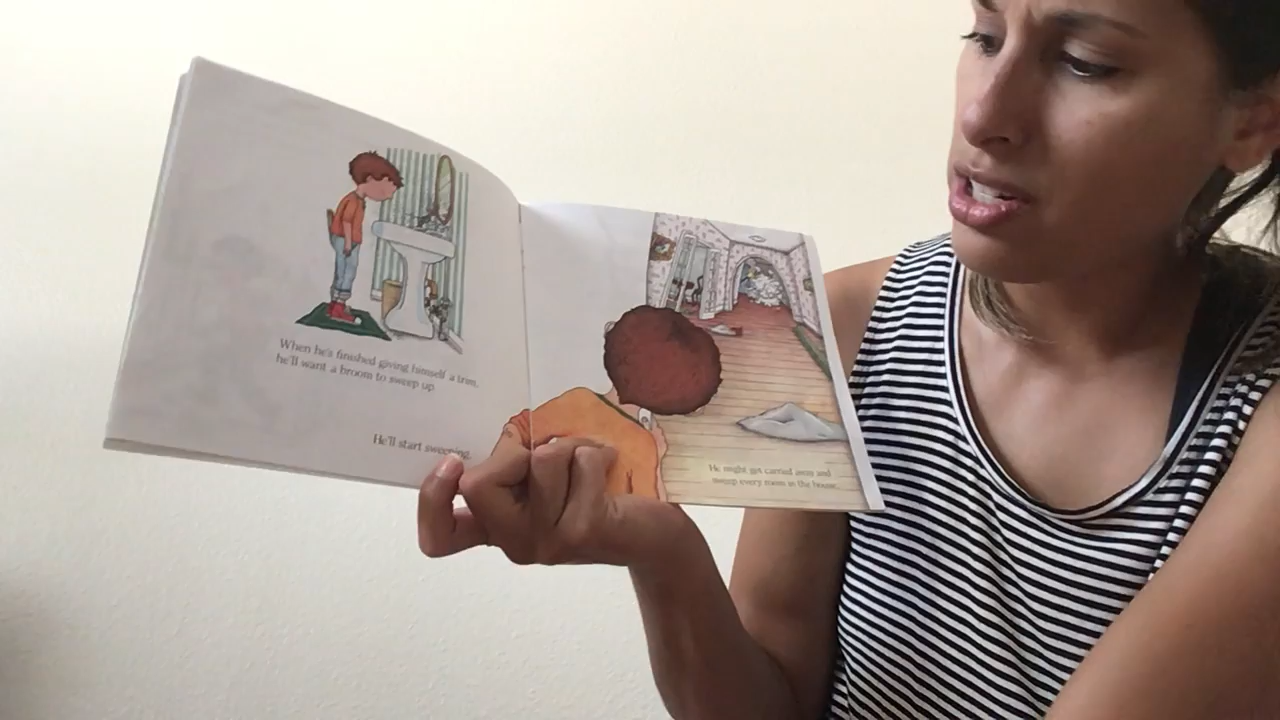 When he's finished giving himself a trim,
he'll want a broom to sweep up.
He'll start sweeping.
He might get carried away and
sweep every room in the house.